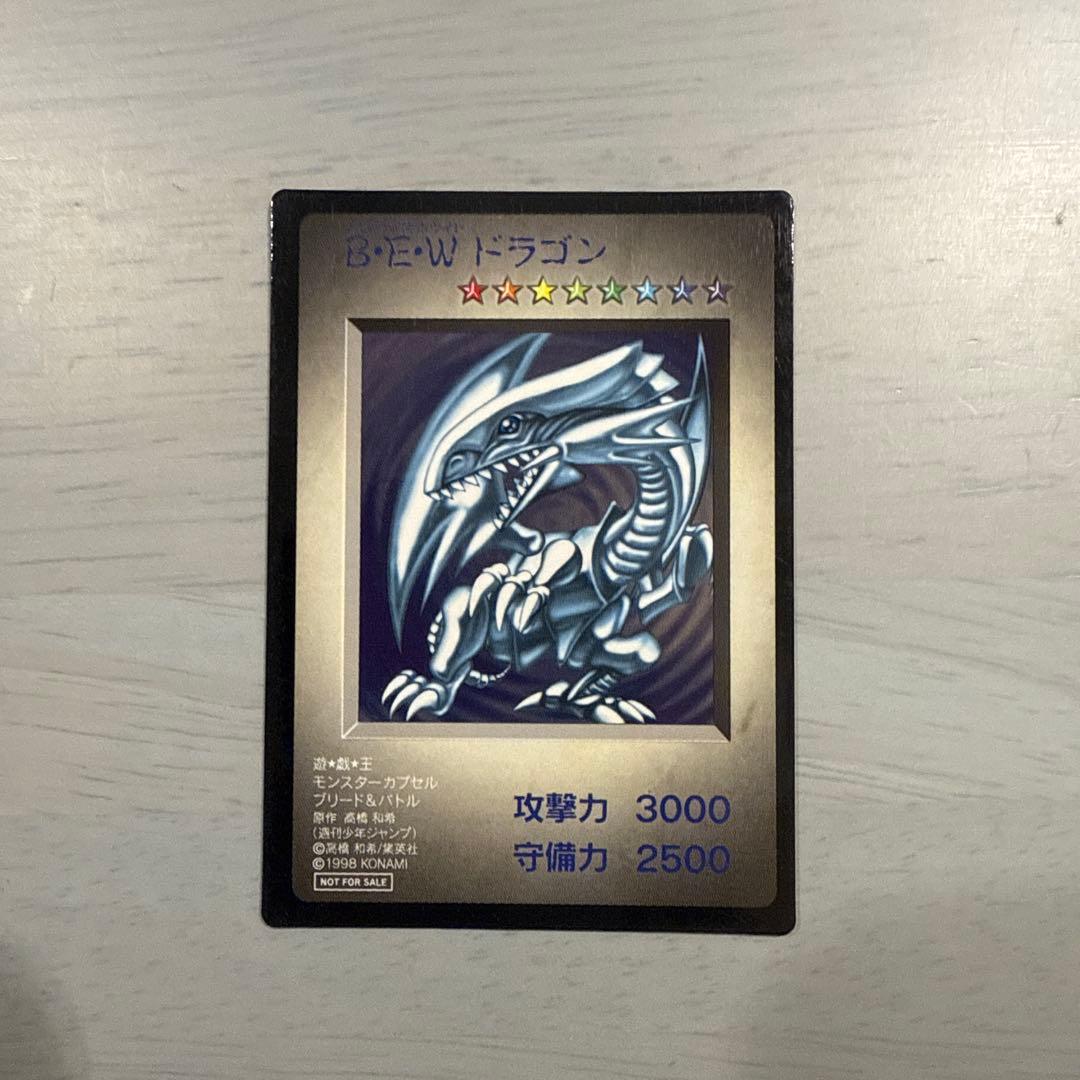 B・E・W ドラゴン
遊★戯★王
モンスターカプセル
ブリード&バトル
原作 高橋 和希
(週刊少年ジャンプ)
©高橋 和希/集英社
©1998 KONAMI
NOT FOR SALE
攻撃力 3000
守備力 2500